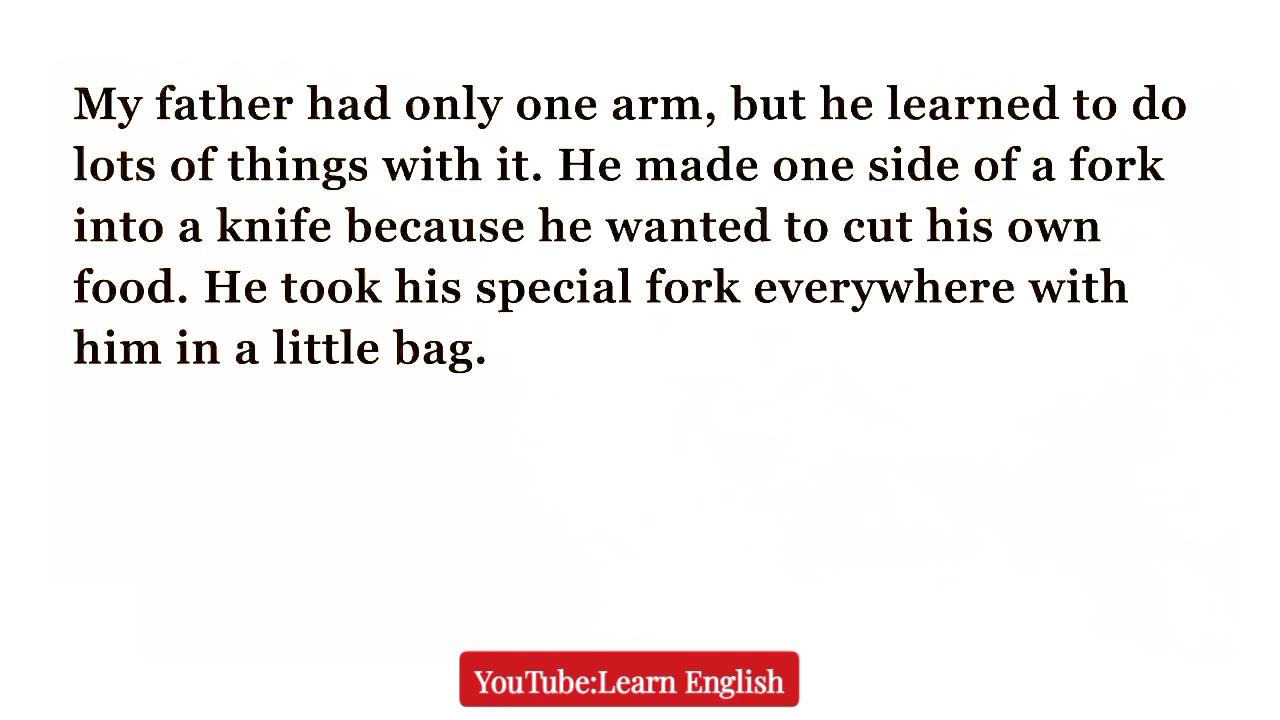 My father had only one arm, but he learned to do
lots of things with it. He made one side of a fork
into a knife because he wanted to cut his own
food. He took his special fork everywhere with
him in a little bag.
YouTube:Learn English